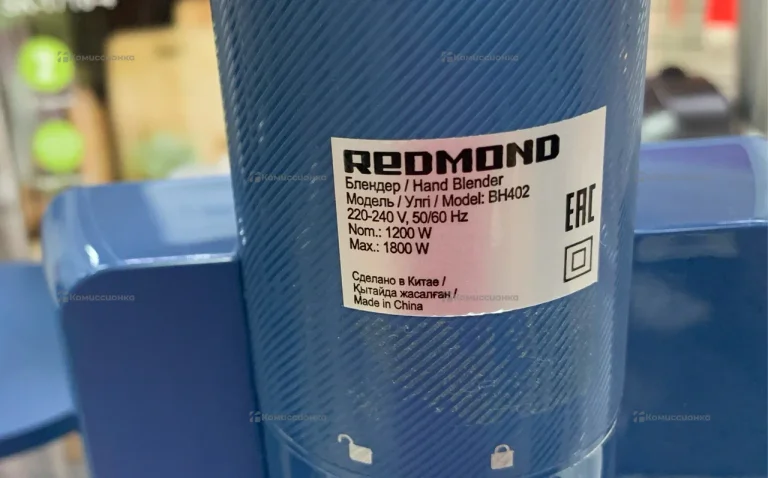 REDMOND
Блендер / Hand Blender
Модель / Үлгі / Model: BH402
220-240 V, 50/60 Hz
Nom.: 1200 W
Max.: 1800 W
EAC
Сделано в Китае /
Қытайда жасалған /
Made in China
Комиссионка
Комиссионка
Комиссионка
Комиссионка
Комиссионка
Комиссионка
Комиссионка